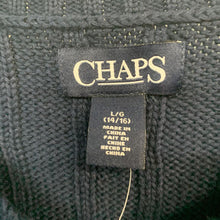 CHAPS
L/G
(14/16)
MADE IN
CHINA
FAIT EN
CHINE
HECHO EN
CHINA